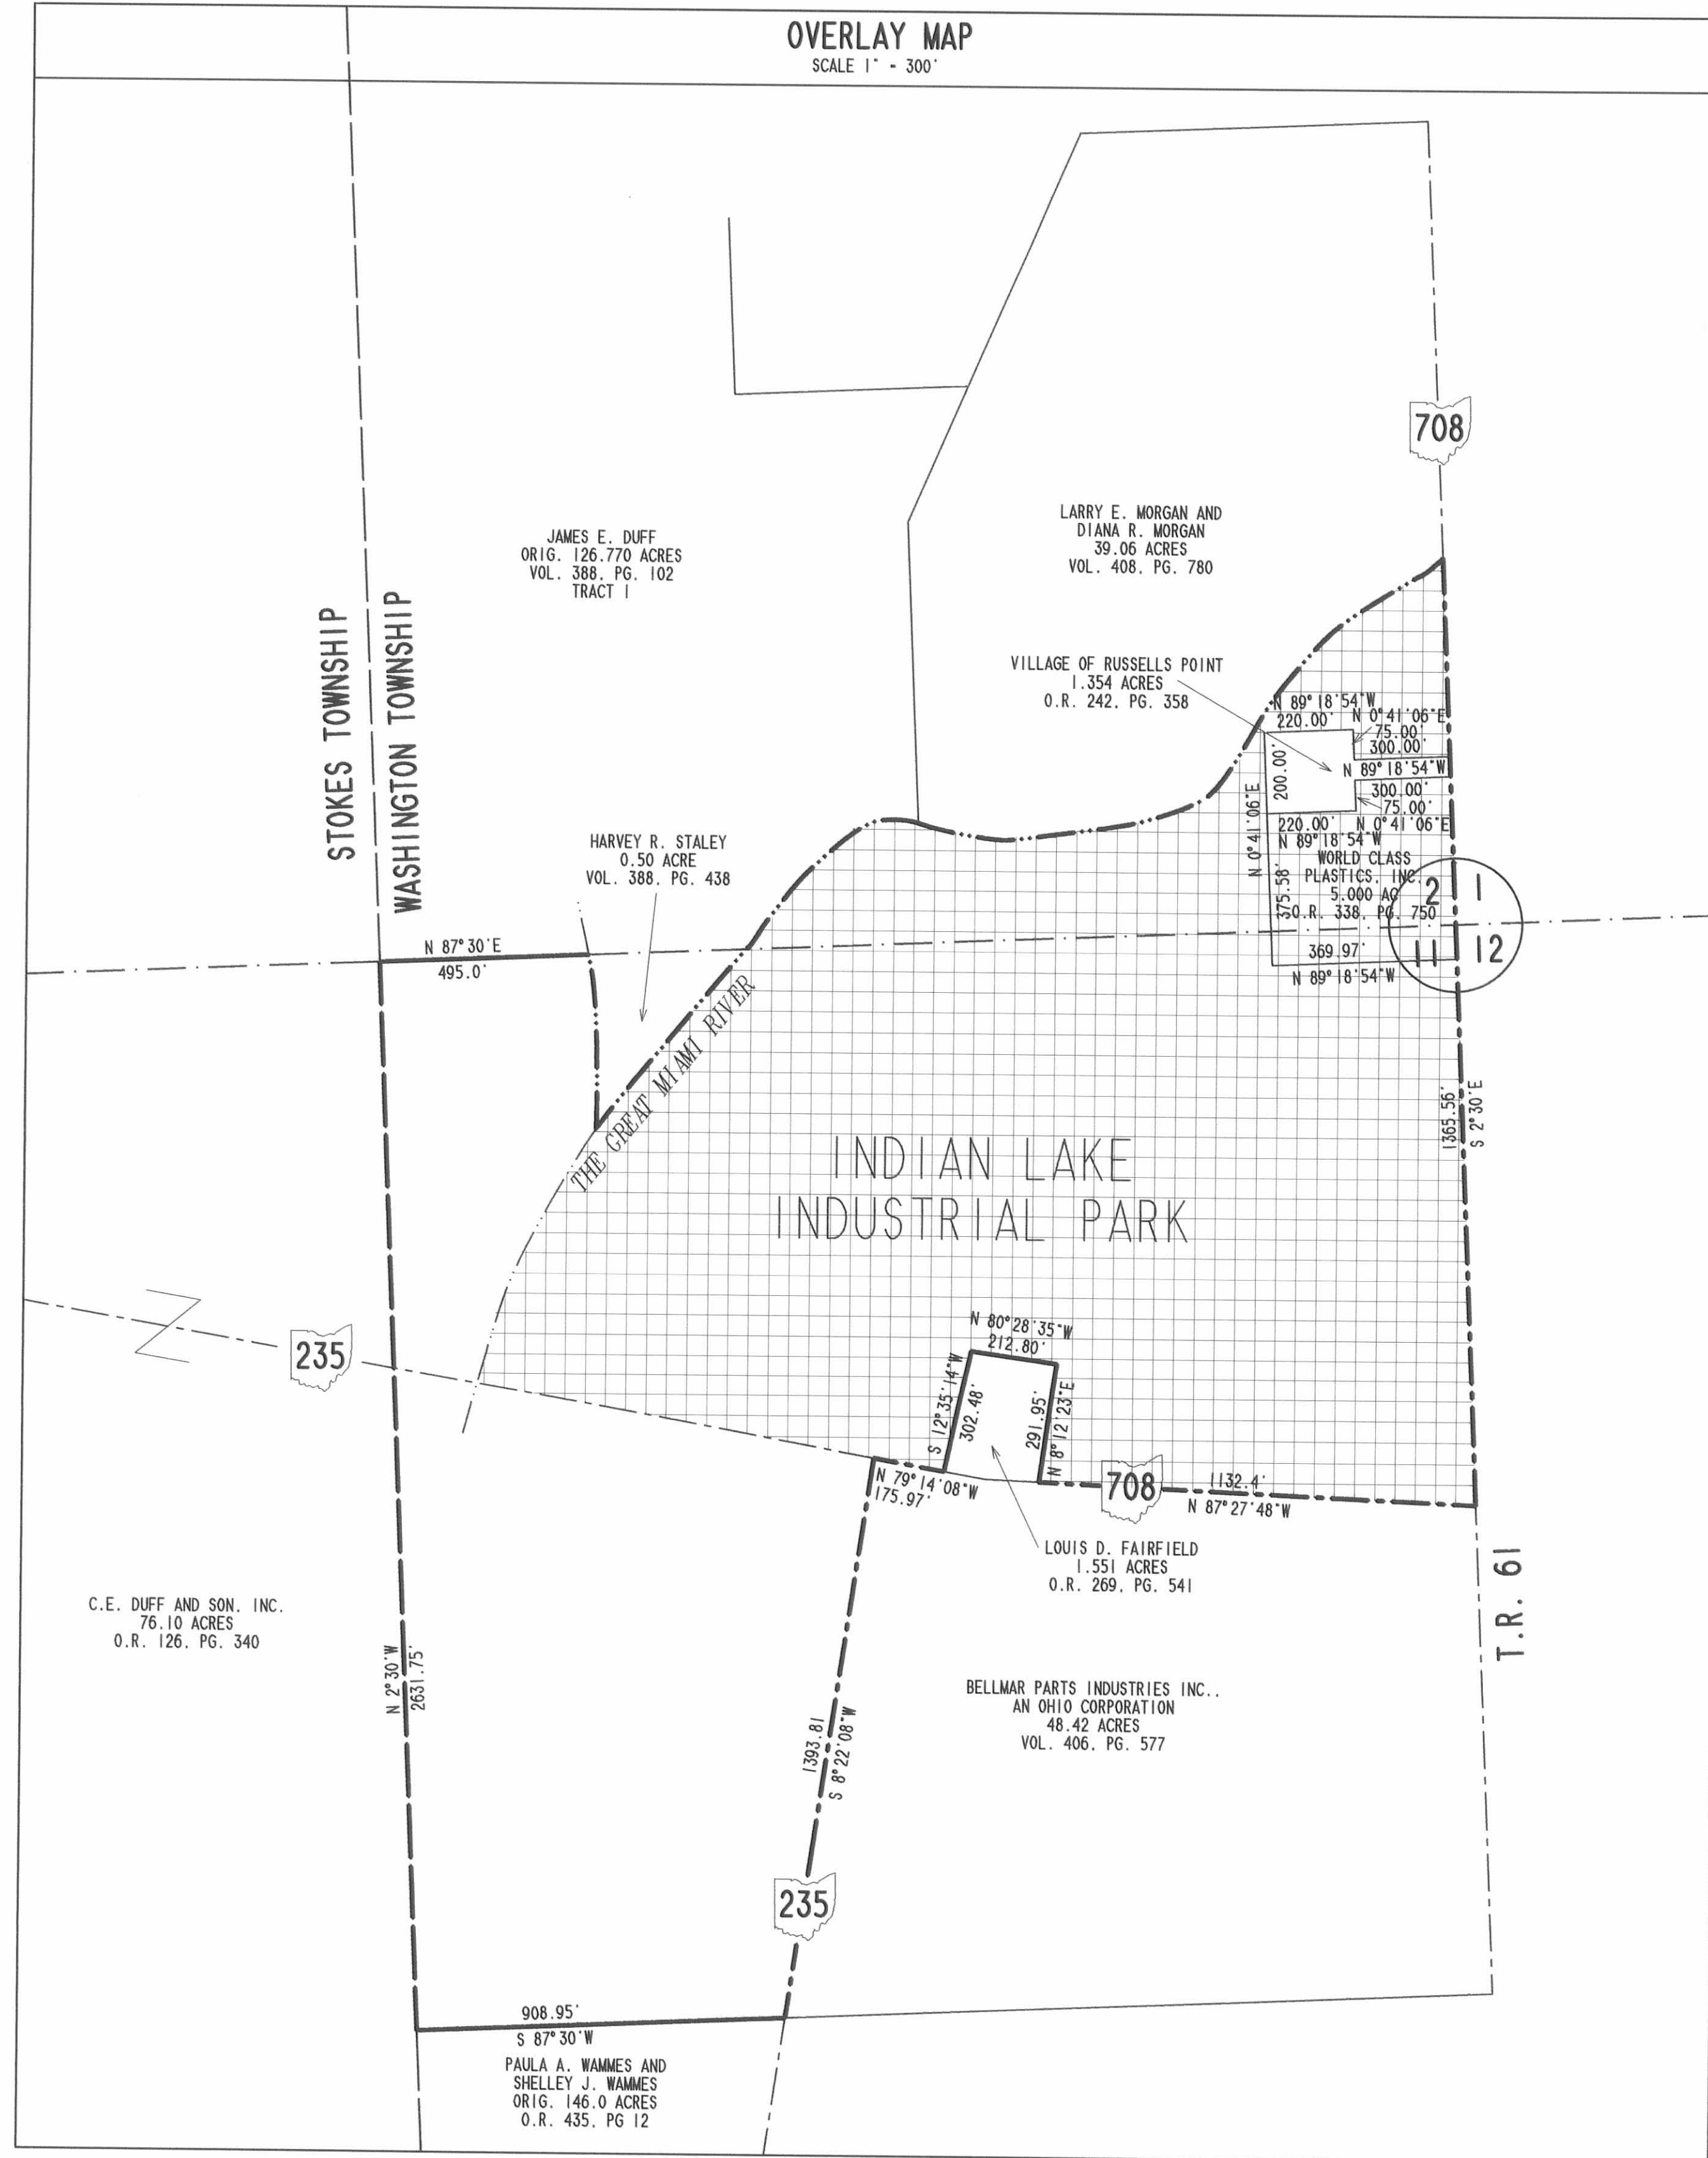 OVERLAY MAP
SCALE 1" - 300'
708
JAMES E. DUFF
ORIG. 126.770 ACRES
VOL. 388, PG. 102
TRACT 1
LARRY E. MORGAN AND
DIANA R. MORGAN
39.06 ACRES
VOL. 408, PG. 780
STOKES TOWNSHIP
WASHINGTON TOWNSHIP
VILLAGE OF RUSSELLS POINT
1.354 ACRES
O.R. 242, PG. 358
N 89°18'54"W
220.00'
N 0°41'06"E
75.00'
300.00'
N 89°18'54"W
200.00'
300.00'
75.00'
220.00'
N 0°41'06"E
N 89°18'54"W
N 0°41'06"E
375.58'
WORLD CLASS
PLASTICS, INC.
5.000 AC
O.R. 338, PG. 750
2
1
11
12
369.97'
N 89°18'54"W
HARVEY R. STALEY
0.50 ACRE
VOL. 388, PG. 438
N 87°30'E
495.0'
THE GREAT MIAMI RIVER
1365.56'
S 2°30'E
INDIAN LAKE
INDUSTRIAL PARK
235
N 80°28'35"W
212.80'
S 12°35'14"W
302.48'
291.95'
N 8°12'23"E
N 79°14'08"W
175.97'
708
1132.4'
N 87°27'48"W
LOUIS D. FAIRFIELD
1.551 ACRES
O.R. 269, PG. 541
T.R. 61
C.E. DUFF AND SON, INC.
76.10 ACRES
O.R. 126, PG. 340
N 2°30'W
2631.75'
1393.81
S 8°22'08"W
BELLMAR PARTS INDUSTRIES INC.,
AN OHIO CORPORATION
48.42 ACRES
VOL. 406, PG. 577
235
908.95'
S 87°30'W
PAULA A. WAMMES AND
SHELLEY J. WAMMES
ORIG. 146.0 ACRES
O.R. 435, PG 12